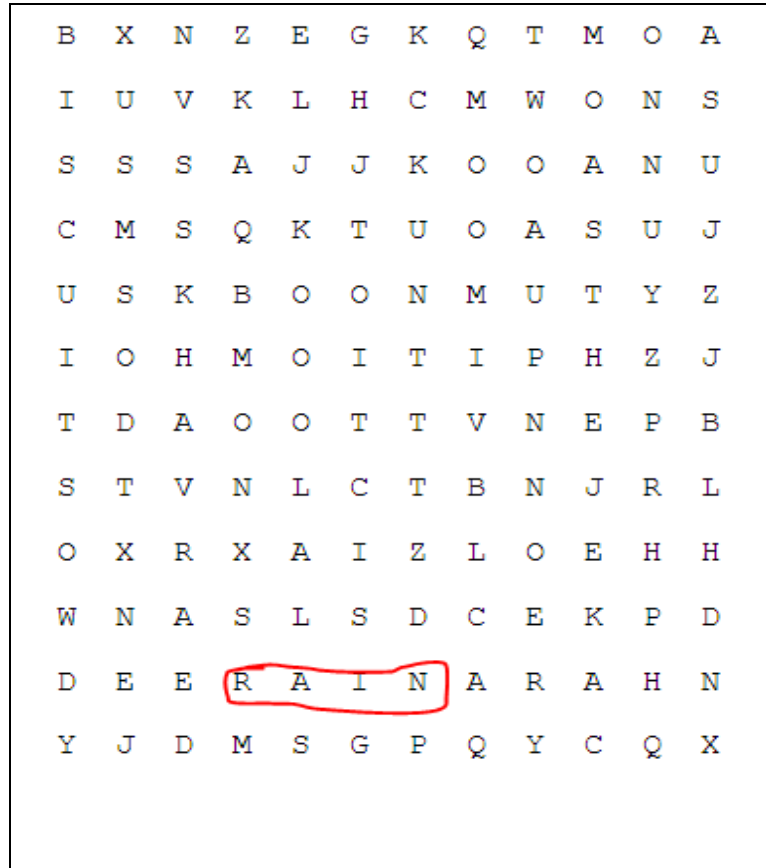 B X N Z E G K Q T M O A
I U V K L H C M W O N S
S S S A J J K O O A N U
C M S Q K T U O A S U J
U S K B O O N M U T Y Z
I O H M O I T I P H Z J
T D A O O T T V N E P B
S T V N L C T B N J R L
O X R X A I Z L O E H H
W N A S L S D C E K P D
D E E R A I N A R A H N
Y J D M S G P Q Y C Q X